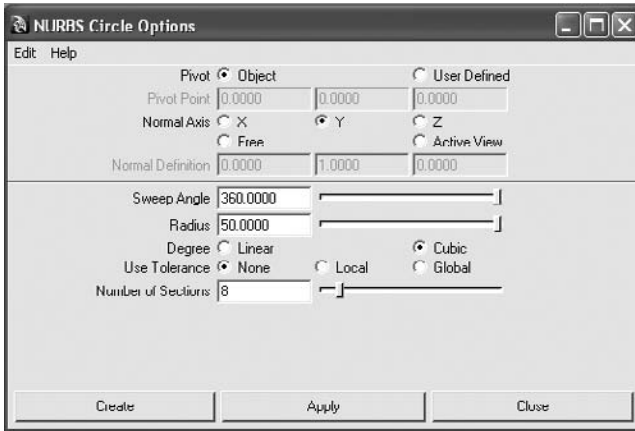 NURBS Circle Options
Edit Help
Pivot Object User Defined
Pivot Point 0.0000 0.0000 0.0000
Normal Axis X Y Z
Free Active View
Normal Definition 0.0000 1.0000 0.0000
Sweep Angle 360.0000
Radius 50.0000
Degree Linear Cubic
Use Tolerance None Local Global
Number of Sections 8
Create Apply Close